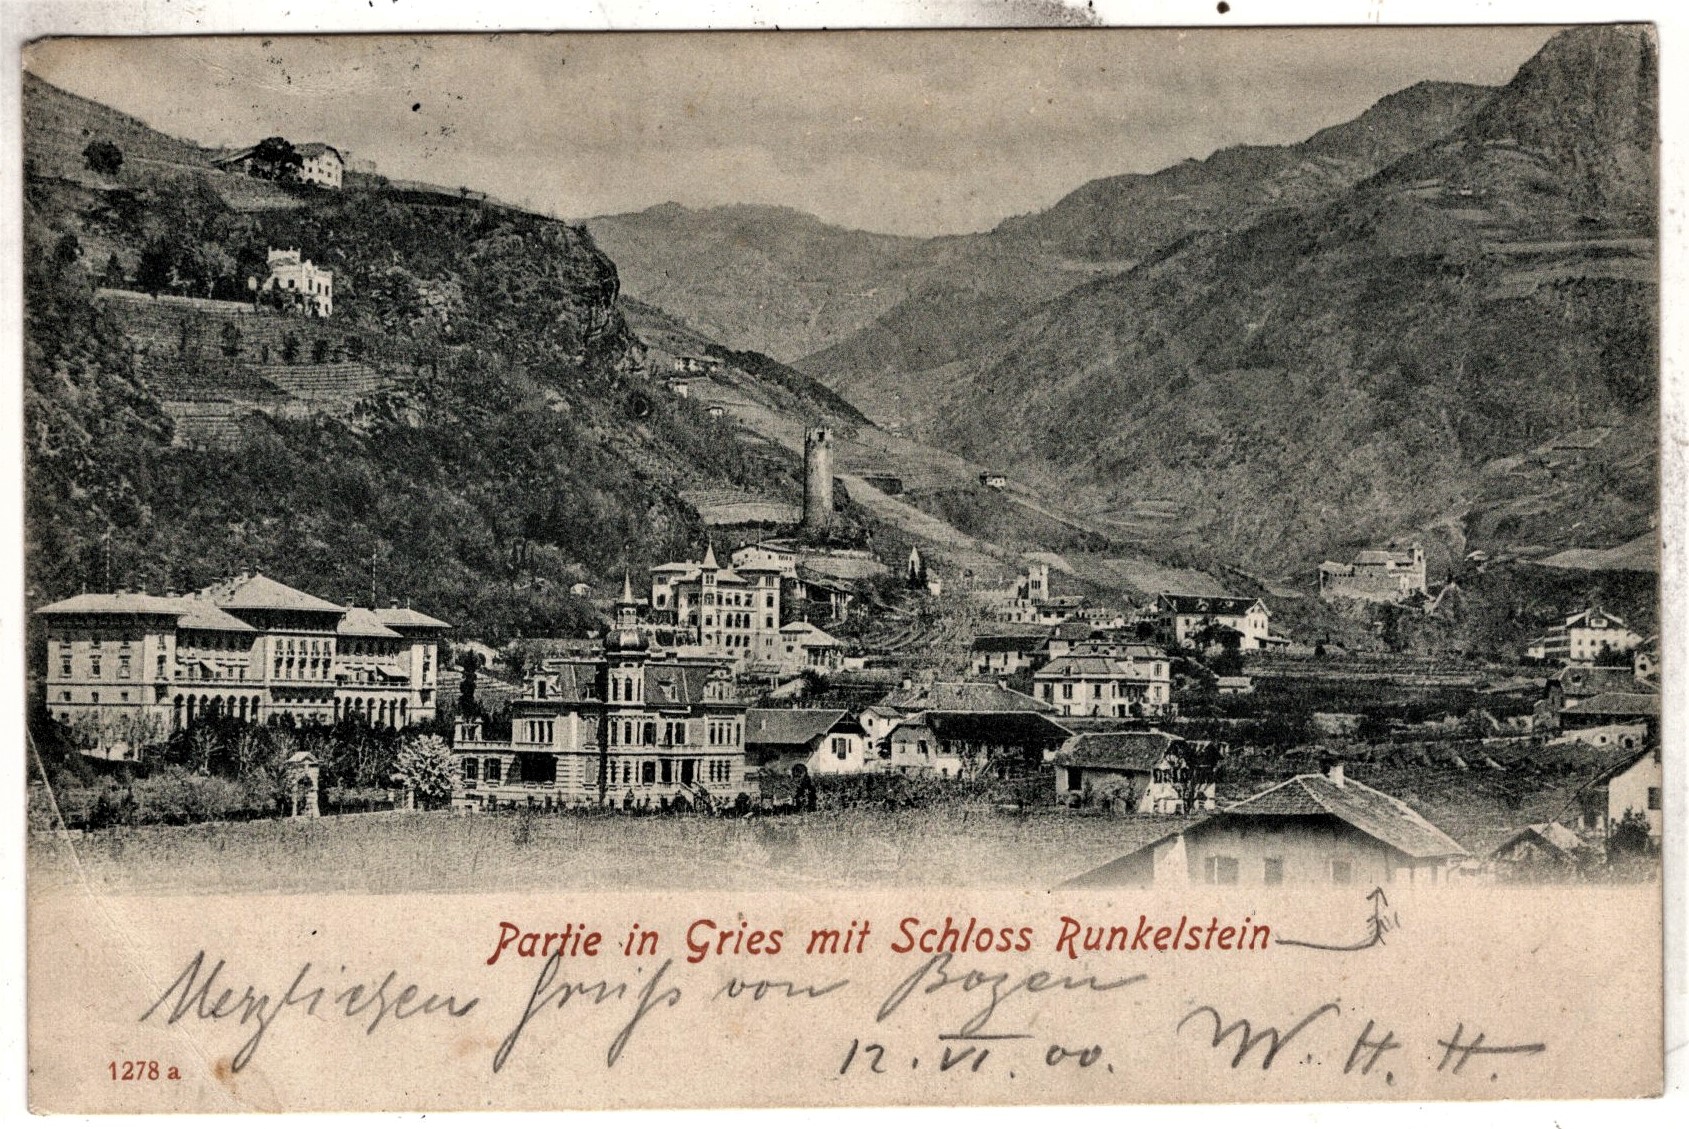 Partie in Gries mit Schloss Runkelstein
Herzlichen Gruß von Bozen
12. VI. 00. W. H. H.
1278 a